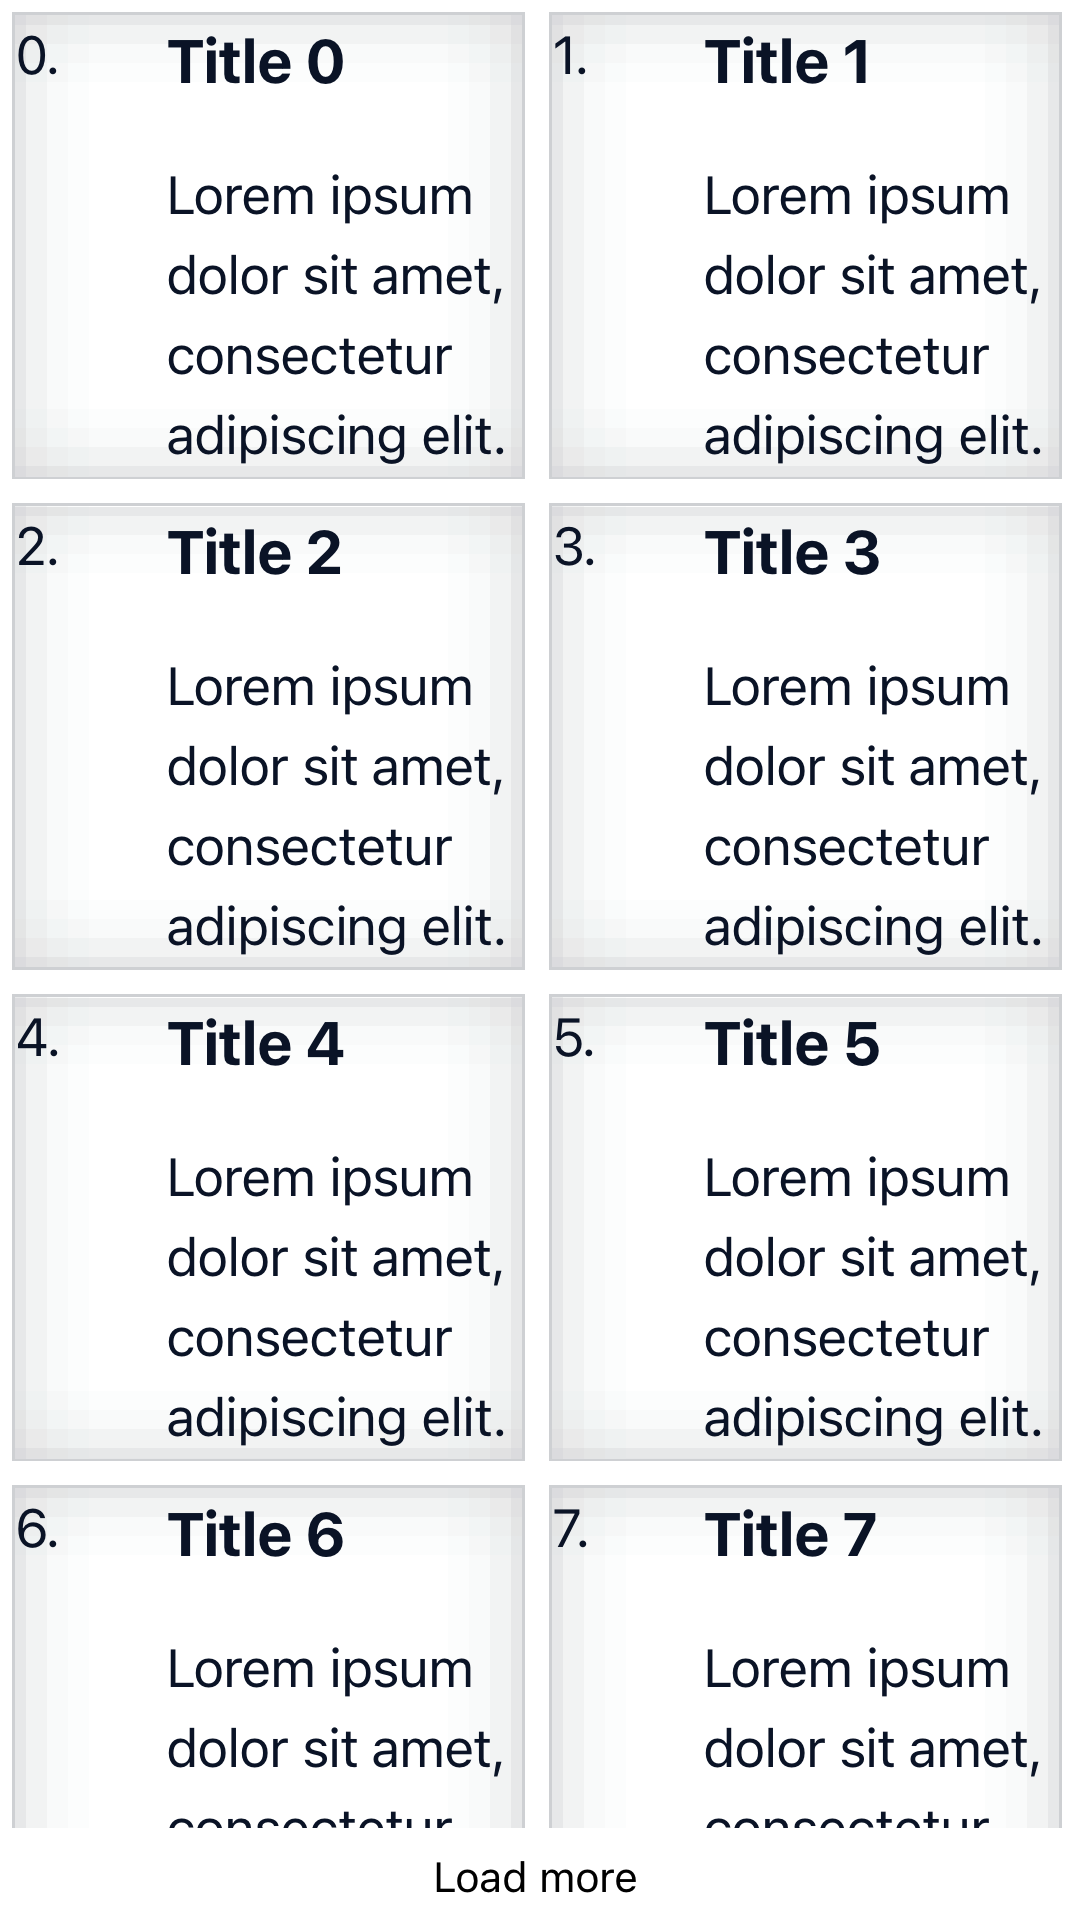 0.
Title 0
Lorem ipsum
dolor sit amet,
consectetur
adipiscing elit.
1.
Title 1
Lorem ipsum
dolor sit amet,
consectetur
adipiscing elit.
2.
Title 2
Lorem ipsum
dolor sit amet,
consectetur
adipiscing elit.
3.
Title 3
Lorem ipsum
dolor sit amet,
consectetur
adipiscing elit.
4.
Title 4
Lorem ipsum
dolor sit amet,
consectetur
adipiscing elit.
5.
Title 5
Lorem ipsum
dolor sit amet,
consectetur
adipiscing elit.
6.
Title 6
Lorem ipsum
dolor sit amet,
consectetur
7.
Title 7
Lorem ipsum
dolor sit amet,
consectetur
Load more